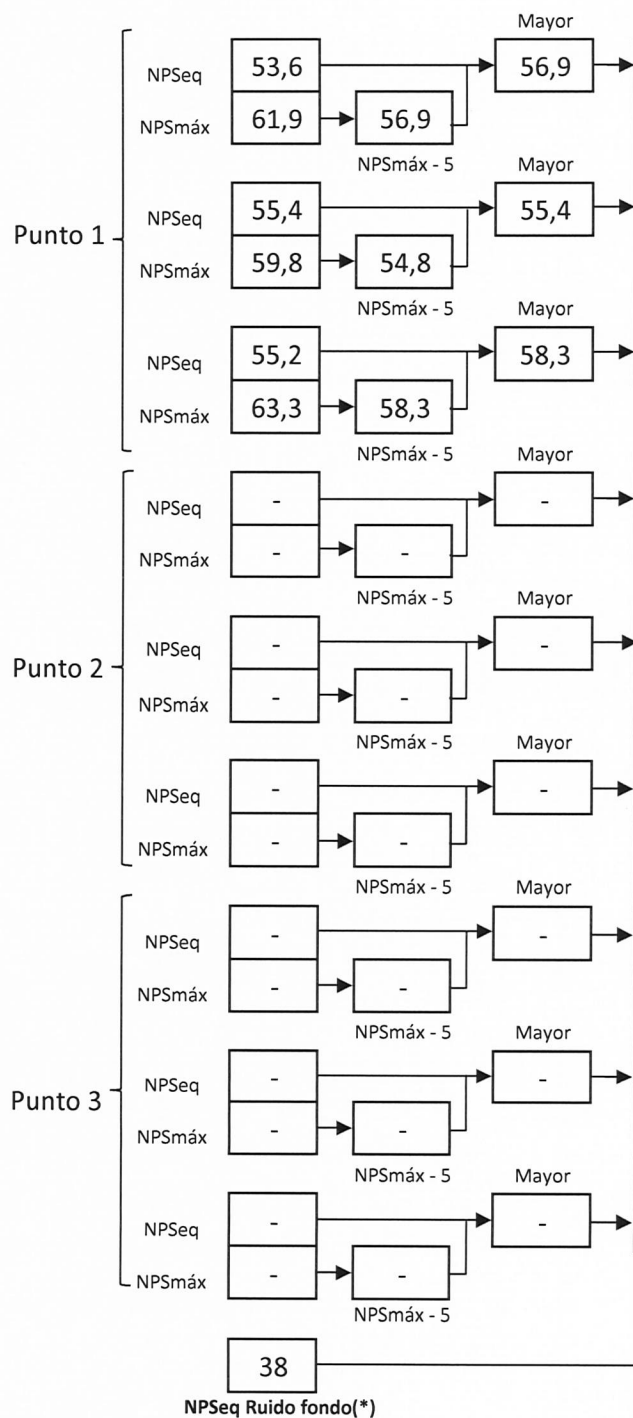 Mayor
NPSeq 53,6 56,9
NPSmáx 61,9 56,9
NPSmáx - 5
Mayor
Punto 1
NPSeq 55,4 55,4
NPSmáx 59,8 54,8
NPSmáx - 5
Mayor
NPSeq 55,2 58,3
NPSmáx 63,3 58,3
NPSmáx - 5
Mayor
NPSeq - -
NPSmáx - -
NPSmáx - 5
Mayor
Punto 2
NPSeq - -
NPSmáx - -
NPSmáx - 5
Mayor
NPSeq - -
NPSmáx - -
NPSmáx - 5
Mayor
NPSeq - -
NPSmáx - -
NPSmáx - 5
Mayor
Punto 3
NPSeq - -
NPSmáx - -
NPSmáx - 5
Mayor
NPSeq - -
NPSmáx - -
NPSmáx - 5
38
NPSeq Ruido fondo(*)